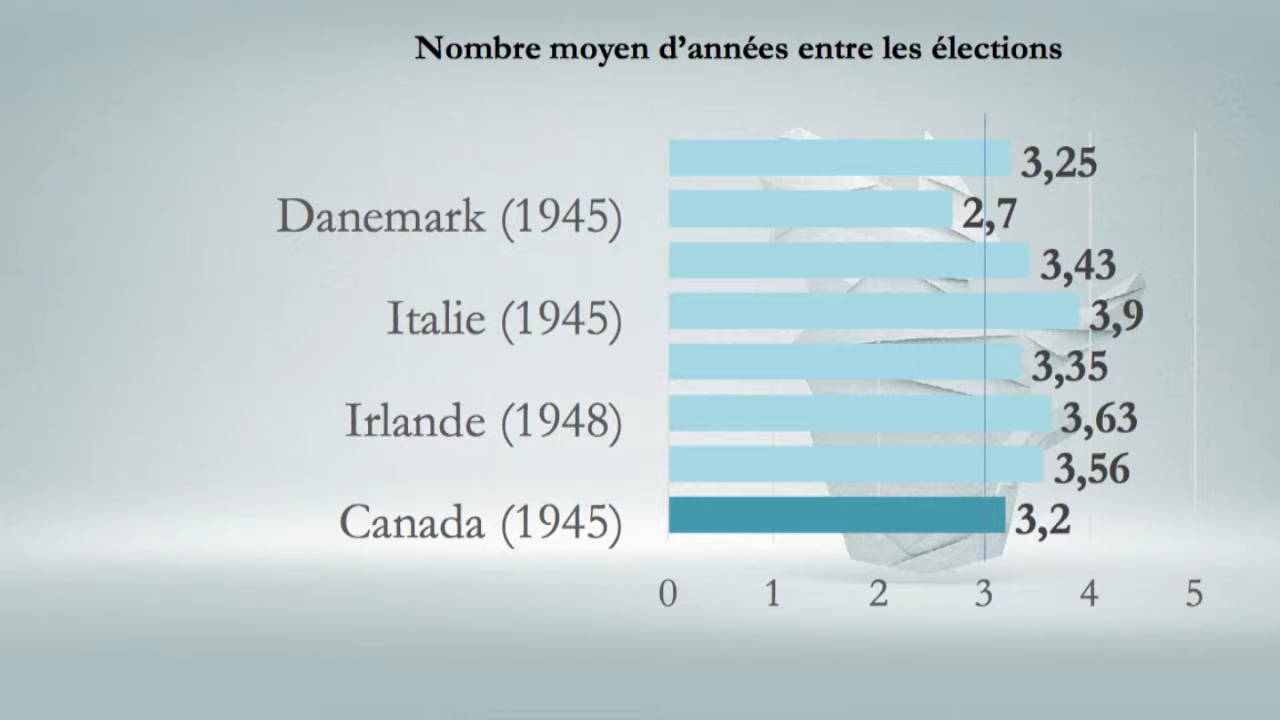 Nombre moyen d’années entre les élections
3,25
Danemark (1945) 2,7
3,43
Italie (1945) 3,9
3,35
Irlande (1948) 3,63
3,56
Canada (1945) 3,2
0 1 2 3 4 5